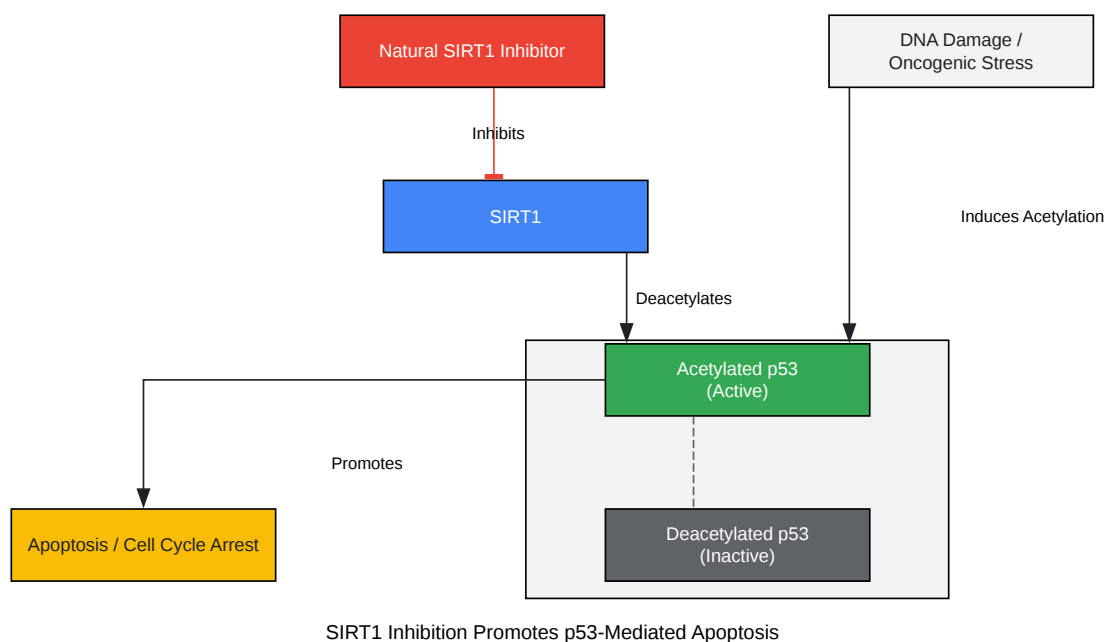 Natural SIRT1 Inhibitor
DNA Damage /
Oncogenic Stress
Inhibits
SIRT1
Induces Acetylation
Deacetylates
Acetylated p53
(Active)
Promotes
Apoptosis / Cell Cycle Arrest
Deacetylated p53
(Inactive)
SIRT1 Inhibition Promotes p53-Mediated Apoptosis